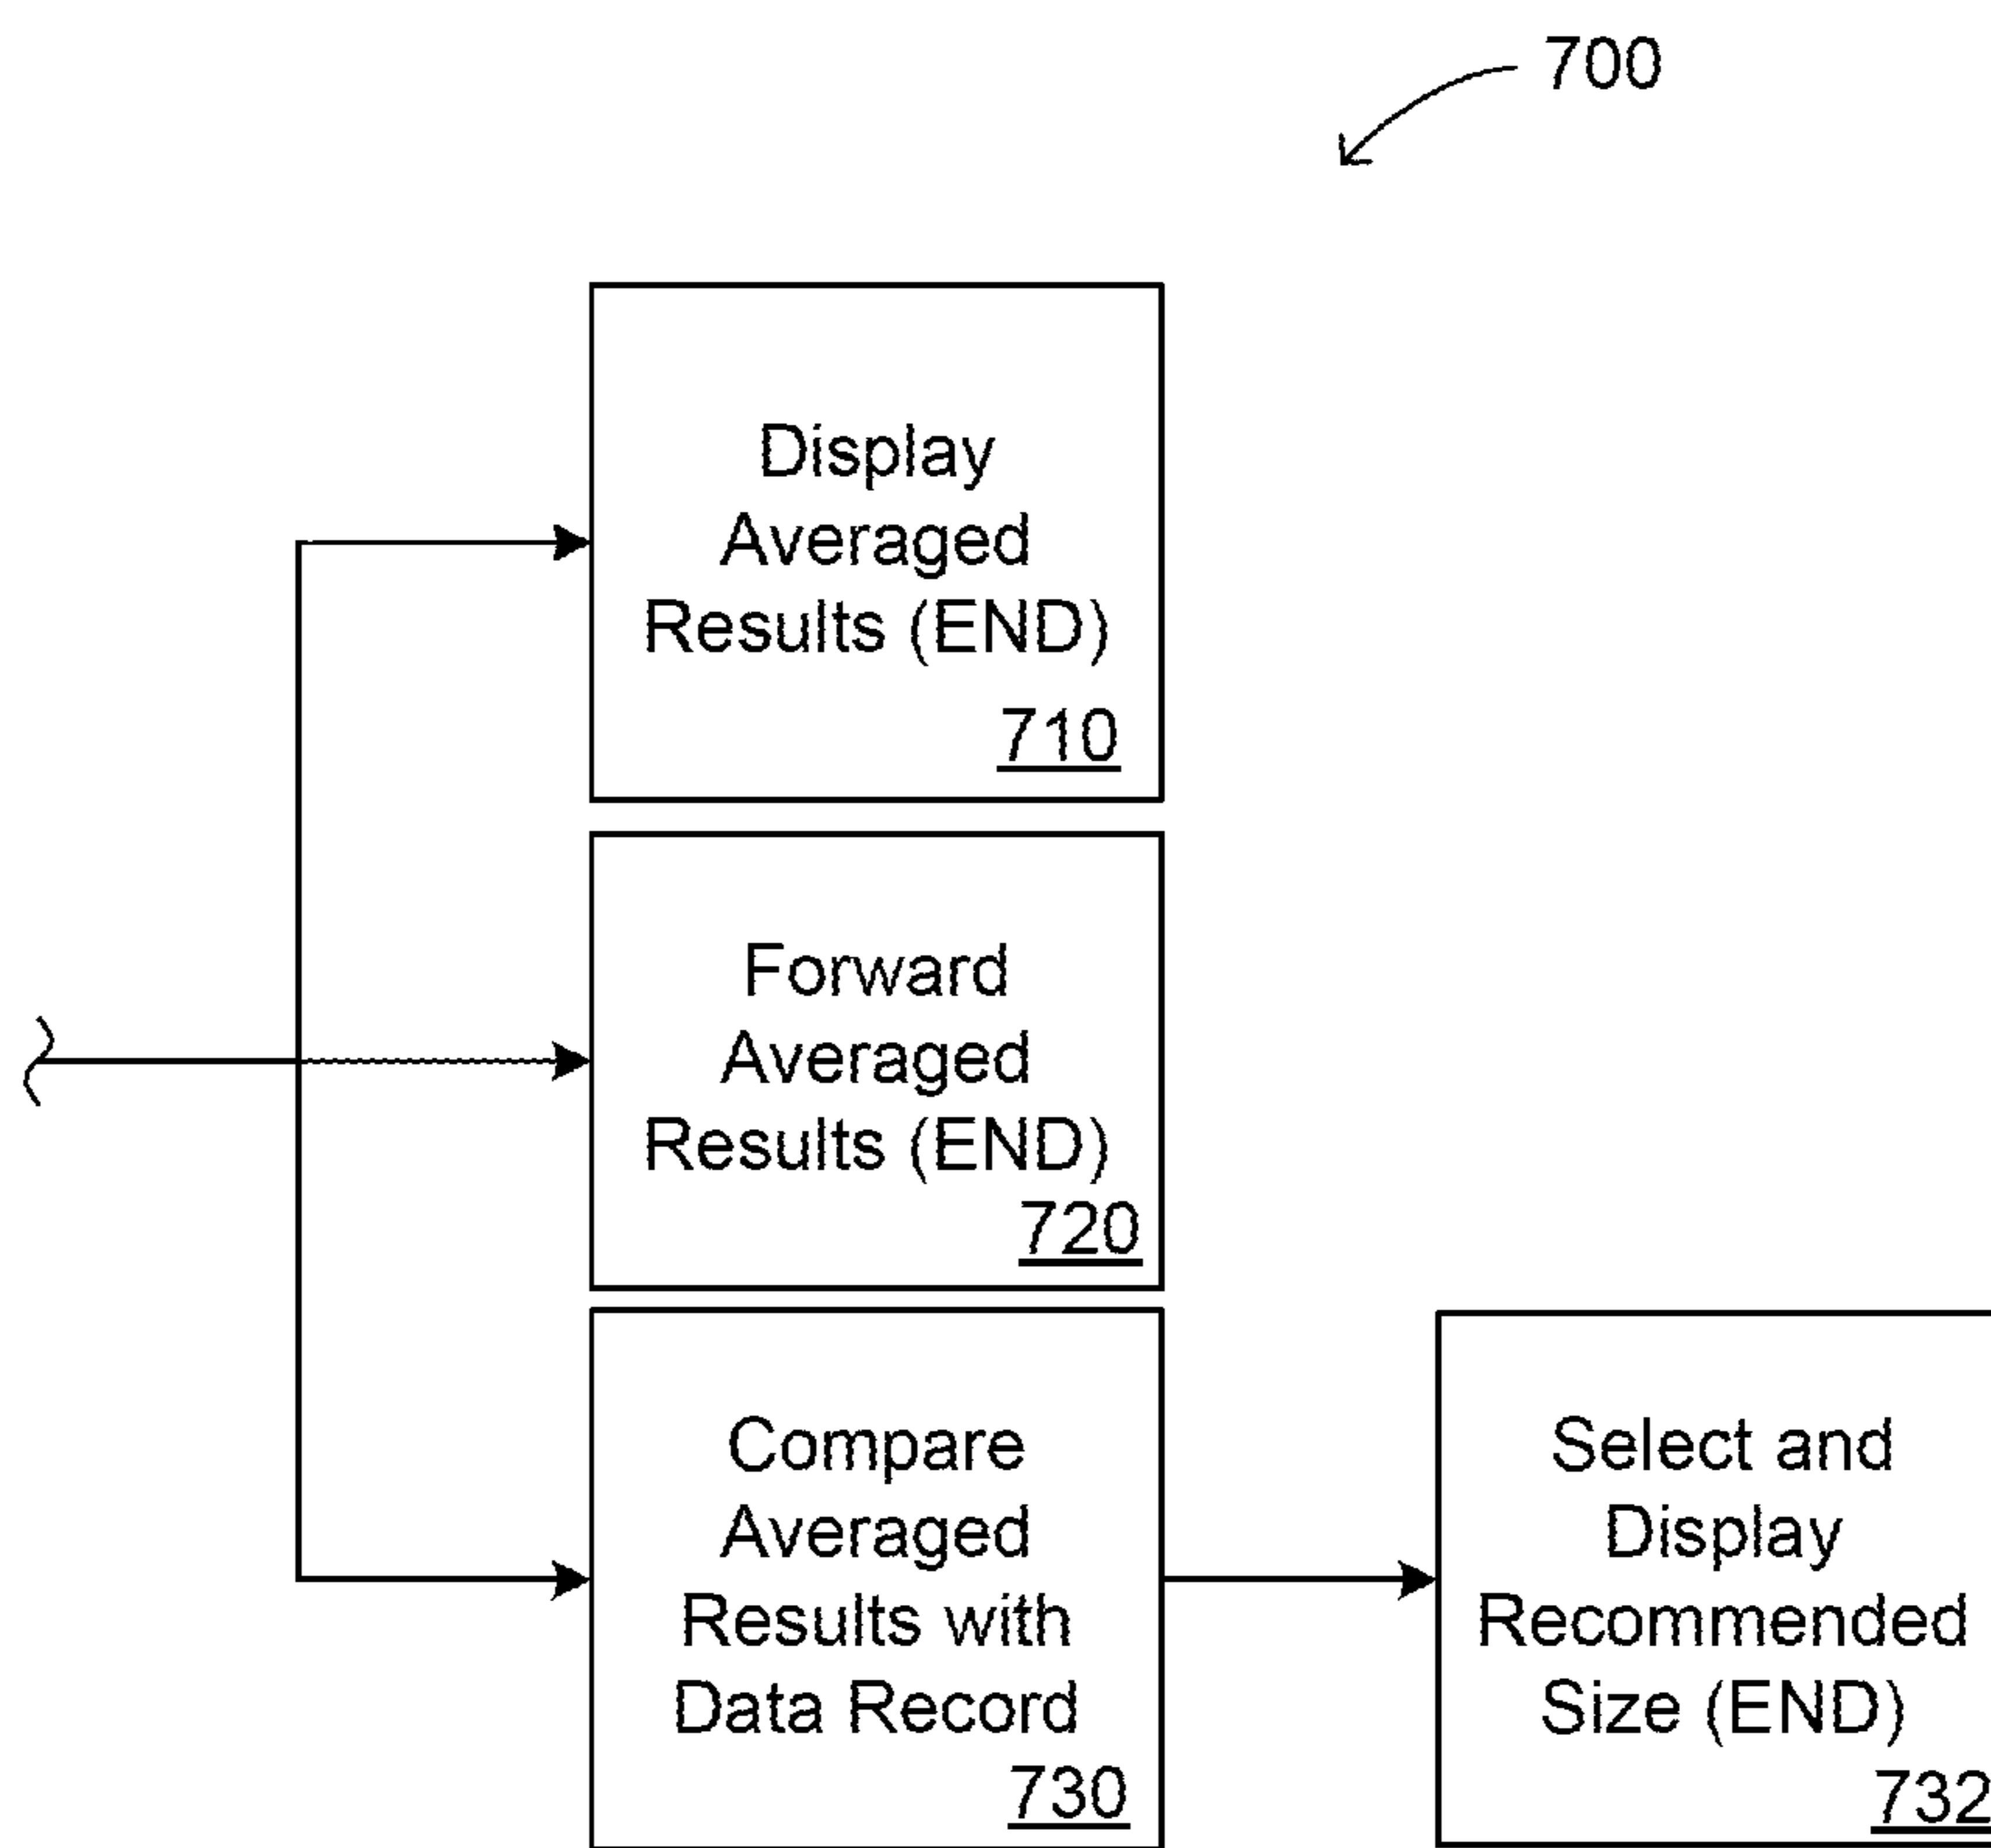 700
Display
Averaged
Results (END)
710
Forward
Averaged
Results (END)
720
Compare
Averaged
Results with
Data Record
730
Select and
Display
Recommended
Size (END)
732